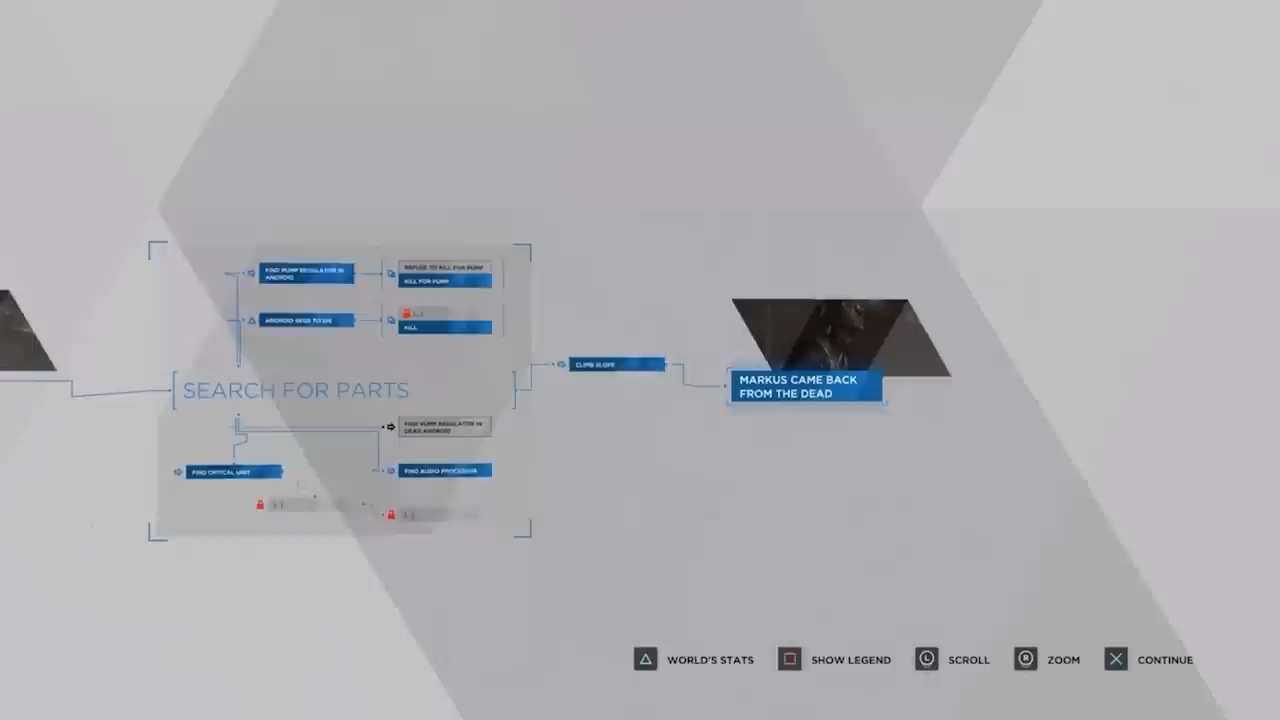 FIND PUMP REGULATOR IN
ANDROID
REFUSE TO KILL FOR PUMP
KILL FOR PUMP
ANDROID BEGS TO DIE
KILL
CLIMB SLOPE
SEARCH FOR PARTS
MARKUS CAME BACK
FROM THE DEAD
FIND PUMP REGULATOR IN
DEAD ANDROID
FIND OPTICAL UNIT
FIND AUDIO PROCESSOR
WORLD'S STATS
SHOW LEGEND
L
SCROLL
R
ZOOM
CONTINUE